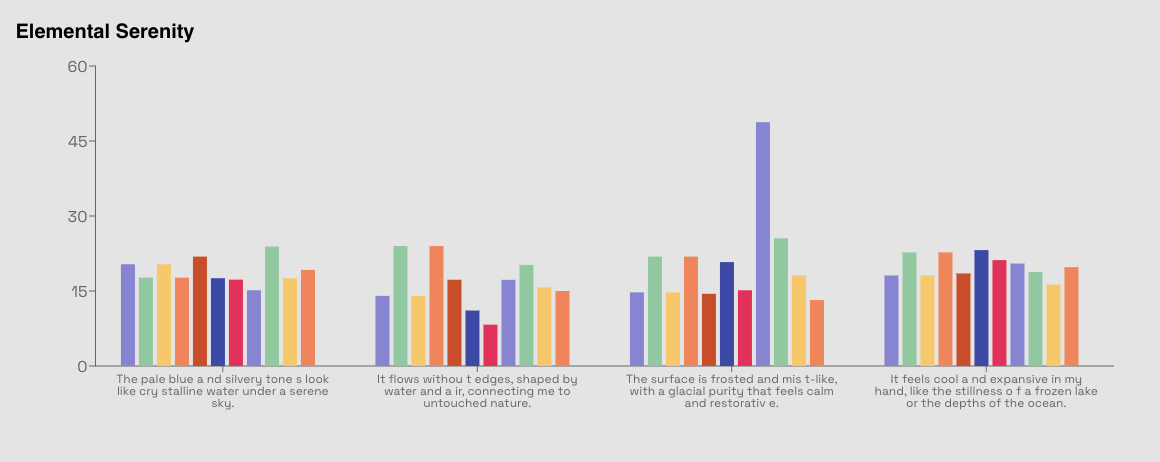 Elemental Serenity
60
45
30
15
0
The pale blue a nd silvery tone s look
like cry stalline water under a serene
sky.
It flows withou t edges, shaped by
water and a ir, connecting me to
untouched nature.
The surface is frosted and mis t-like,
with a glacial purity that feels calm
and restorativ e.
It feels cool a nd expansive in my
hand, like the stillness o f a frozen lake
or the depths of the ocean.